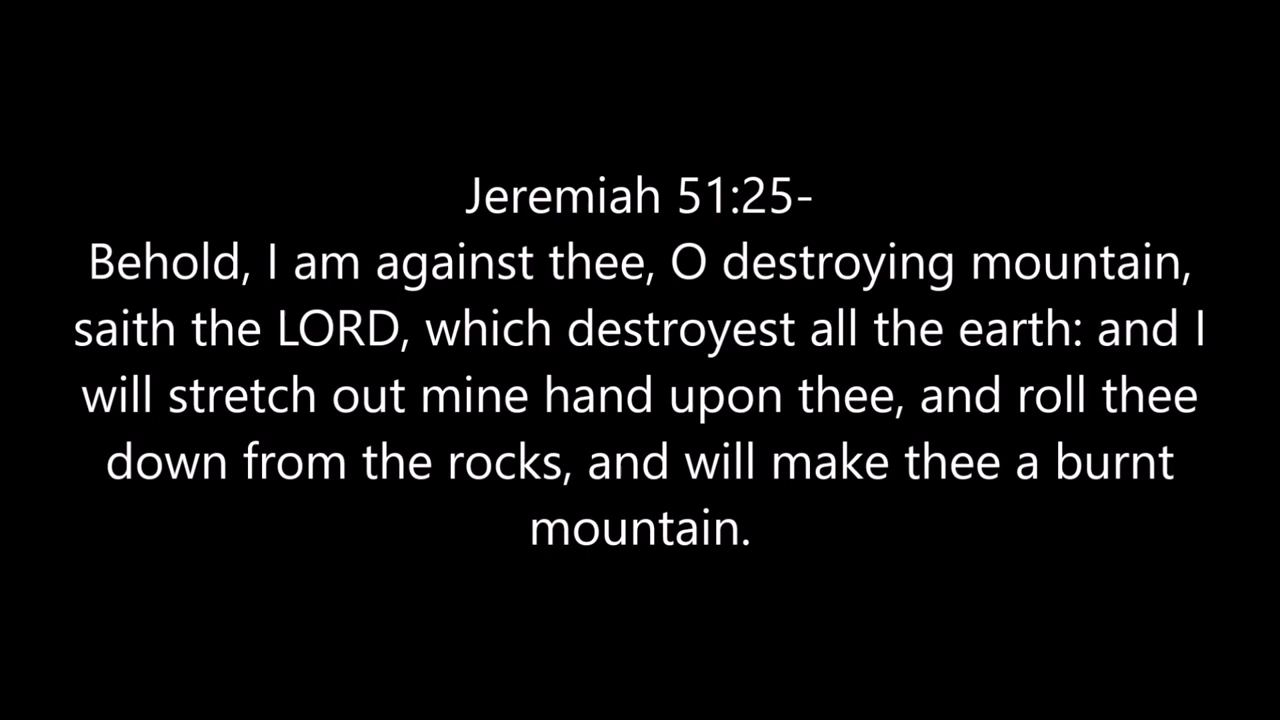 Jeremiah 51:25-
Behold, I am against thee, O destroying mountain,
saith the LORD, which destroyest all the earth: and I
will stretch out mine hand upon thee, and roll thee
down from the rocks, and will make thee a burnt
mountain.